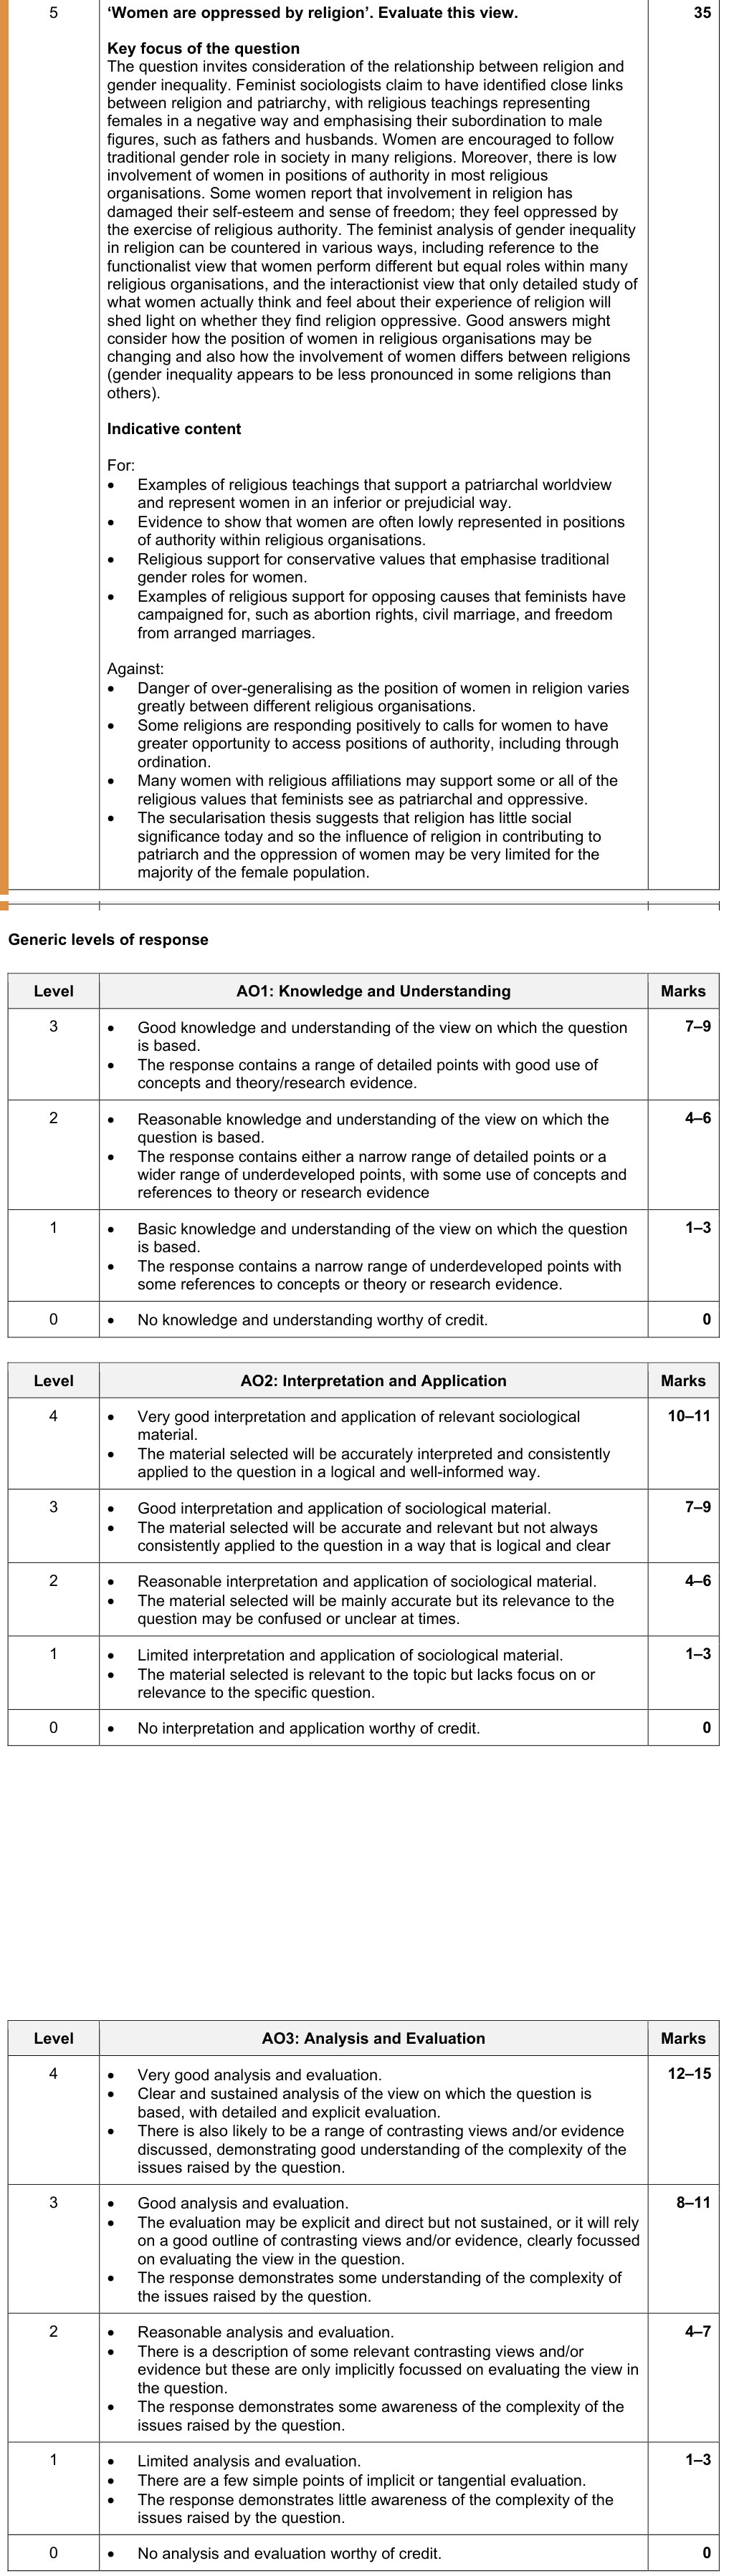 5 ‘Women are oppressed by religion’. Evaluate this view. 35
Key focus of the question
The question invites consideration of the relationship between religion and
gender inequality. Feminist sociologists claim to have identified close links
between religion and patriarchy, with religious teachings representing
females in a negative way and emphasising their subordination to male
figures, such as fathers and husbands. Women are encouraged to follow
traditional gender role in society in many religions. Moreover, there is low
involvement of women in positions of authority in most religious
organisations. Some women report that involvement in religion has
damaged their self-esteem and sense of freedom; they feel oppressed by
the exercise of religious authority. The feminist analysis of gender inequality
in religion can be countered in various ways, including reference to the
functionalist view that women perform different but equal roles within many
religious organisations, and the interactionist view that only detailed study of
what women actually think and feel about their experience of religion will
shed light on whether they find religion oppressive. Good answers might
consider how the position of women in religious organisations may be
changing and also how the involvement of women differs between religions
(gender inequality appears to be less pronounced in some religions than
others).
Indicative content
For:
• Examples of religious teachings that support a patriarchal worldview
and represent women in an inferior or prejudicial way.
• Evidence to show that women are often lowly represented in positions
of authority within religious organisations.
• Religious support for conservative values that emphasise traditional
gender roles for women.
• Examples of religious support for opposing causes that feminists have
campaigned for, such as abortion rights, civil marriage, and freedom
from arranged marriages.
Against:
• Danger of over-generalising as the position of women in religion varies
greatly between different religious organisations.
• Some religions are responding positively to calls for women to have
greater opportunity to access positions of authority, including through
ordination.
• Many women with religious affiliations may support some or all of the
religious values that feminists see as patriarchal and oppressive.
• The secularisation thesis suggests that religion has little social
significance today and so the influence of religion in contributing to
patriarch and the oppression of women may be very limited for the
majority of the female population.
Generic levels of response
Level AO1: Knowledge and Understanding Marks
3 • Good knowledge and understanding of the view on which the question 7–9
is based.
• The response contains a range of detailed points with good use of
concepts and theory/research evidence.
2 • Reasonable knowledge and understanding of the view on which the 4–6
question is based.
• The response contains either a narrow range of detailed points or a
wider range of underdeveloped points, with some use of concepts and
references to theory or research evidence
1 • Basic knowledge and understanding of the view on which the question 1–3
is based.
• The response contains a narrow range of underdeveloped points with
some references to concepts or theory or research evidence.
0 • No knowledge and understanding worthy of credit. 0
Level AO2: Interpretation and Application Marks
4 • Very good interpretation and application of relevant sociological 10–11
material.
• The material selected will be accurately interpreted and consistently
applied to the question in a logical and well-informed way.
3 • Good interpretation and application of sociological material. 7–9
• The material selected will be accurate and relevant but not always
consistently applied to the question in a way that is logical and clear
2 • Reasonable interpretation and application of sociological material. 4–6
• The material selected will be mainly accurate but its relevance to the
question may be confused or unclear at times.
1 • Limited interpretation and application of sociological material. 1–3
• The material selected is relevant to the topic but lacks focus on or
relevance to the specific question.
0 • No interpretation and application worthy of credit. 0
Level AO3: Analysis and Evaluation Marks
4 • Very good analysis and evaluation. 12–15
• Clear and sustained analysis of the view on which the question is
based, with detailed and explicit evaluation.
• There is also likely to be a range of contrasting views and/or evidence
discussed, demonstrating good understanding of the complexity of the
issues raised by the question.
3 • Good analysis and evaluation. 8–11
• The evaluation may be explicit and direct but not sustained, or it will rely
on a good outline of contrasting views and/or evidence, clearly focussed
on evaluating the view in the question.
• The response demonstrates some understanding of the complexity of
the issues raised by the question.
2 • Reasonable analysis and evaluation. 4–7
• There is a description of some relevant contrasting views and/or
evidence but these are only implicitly focussed on evaluating the view in
the question.
• The response demonstrates some awareness of the complexity of the
issues raised by the question.
1 • Limited analysis and evaluation. 1–3
• There are a few simple points of implicit or tangential evaluation.
• The response demonstrates little awareness of the complexity of the
issues raised by the question.
0 • No analysis and evaluation worthy of credit. 0